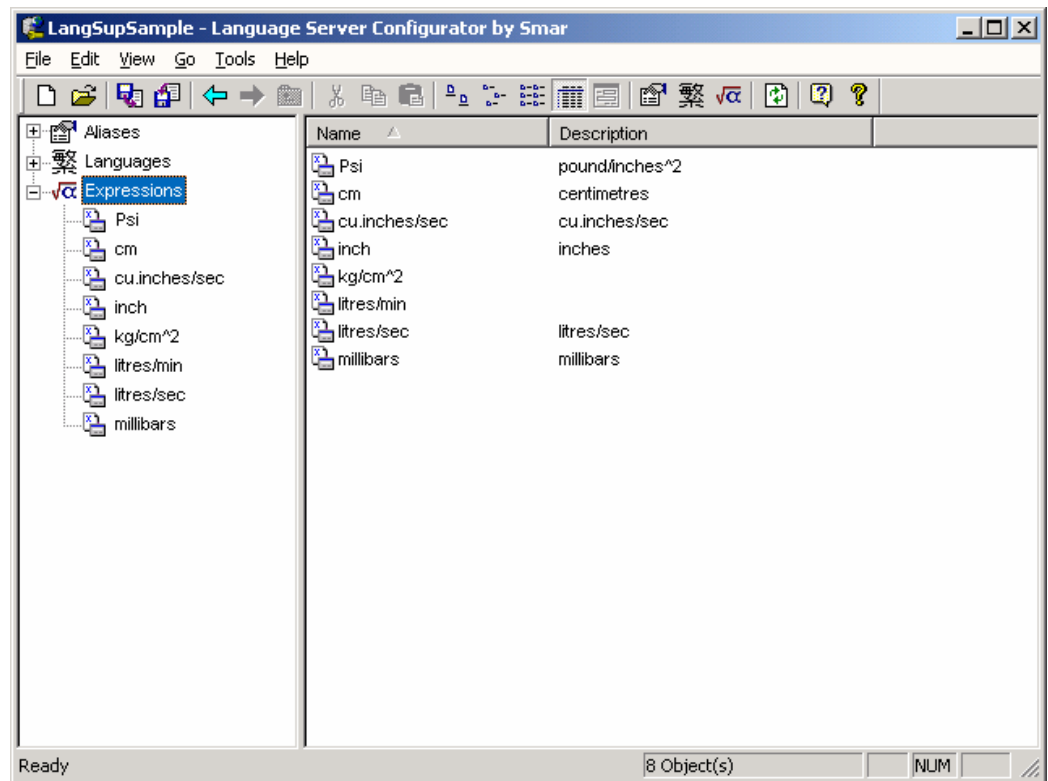 LangSupSample - Language Server Configurator by Smar
File Edit View Go Tools Help
繁 √α
Name Description
Aliases
繁 Languages
√α Expressions
Psi
cm
cu.inches/sec
inch
kg/cm^2
litres/min
litres/sec
millibars
Psi pound/inches^2
cm centimetres
cu.inches/sec cu.inches/sec
inch inches
kg/cm^2
litres/min
litres/sec litres/sec
millibars millibars
Ready 8 Object(s) NUM